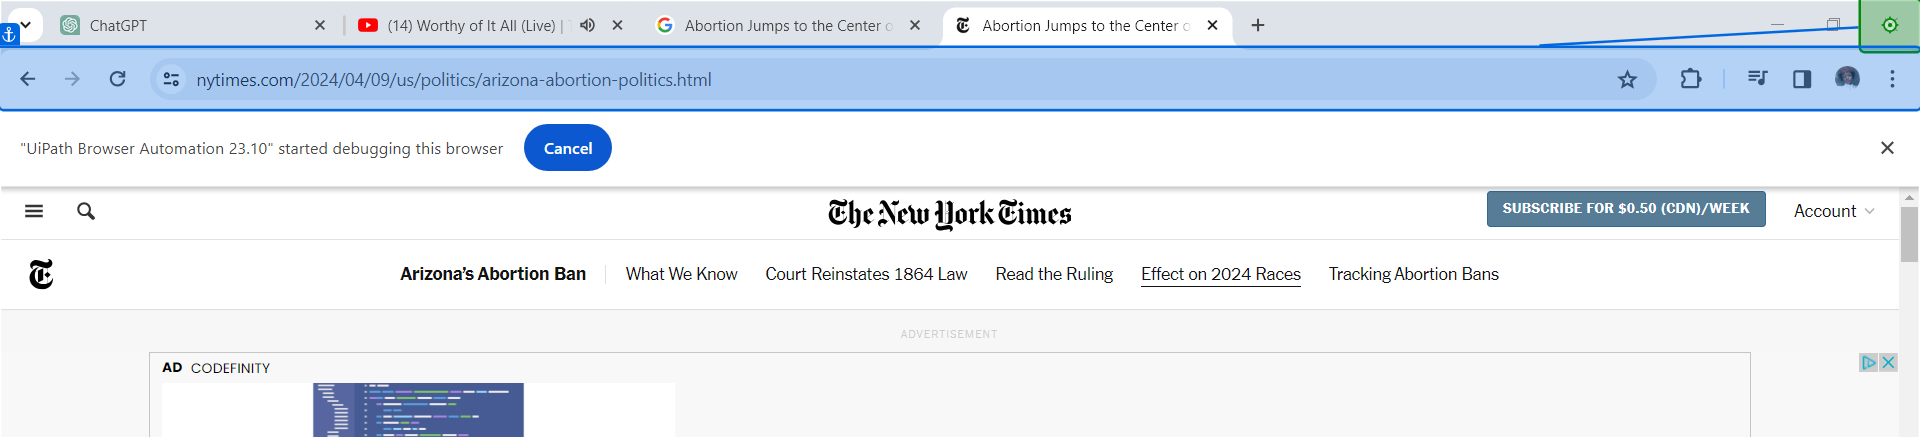 ChatGPT (14) Worthy of It All (Live) | Abortion Jumps to the Center o Abortion Jumps to the Center o
nytimes.com/2024/04/09/us/politics/arizona-abortion-politics.html
"UiPath Browser Automation 23.10" started debugging this browser Cancel
The New York Times SUBSCRIBE FOR $0.50 (CDN)/WEEK Account
T Arizona's Abortion Ban What We Know Court Reinstates 1864 Law Read the Ruling Effect on 2024 Races Tracking Abortion Bans
ADVERTISEMENT
AD CODEFINITY